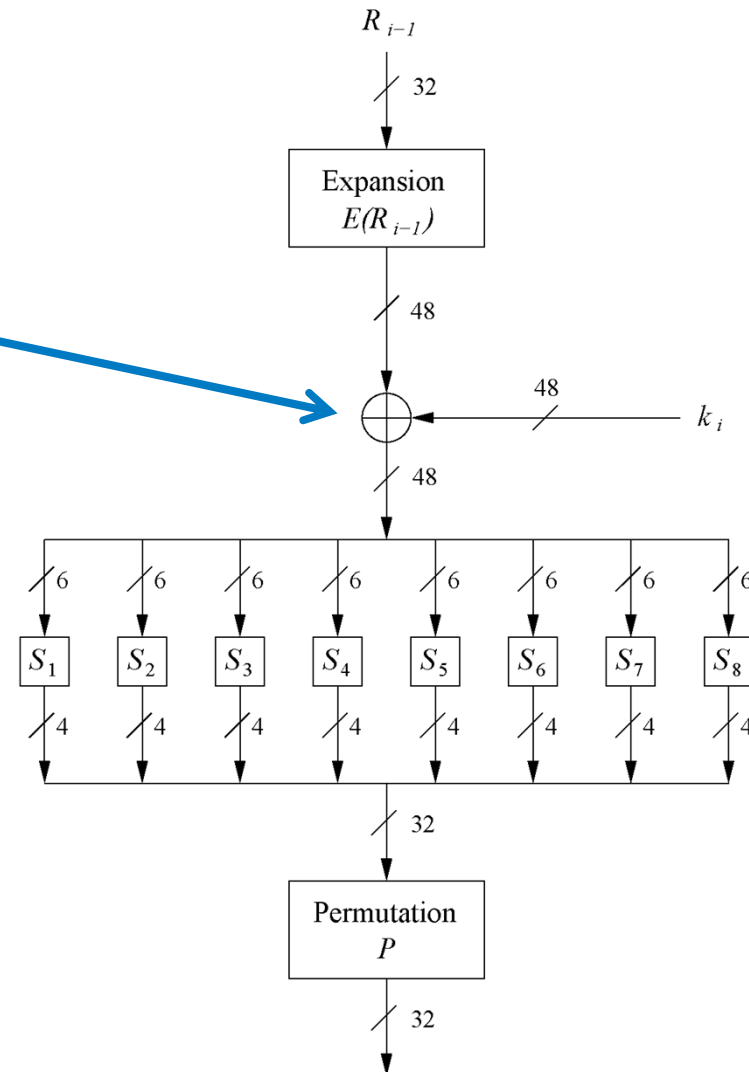 R i−1
32
Expansion
E(R i−1)
48
48
k i
48
6 6 6 6 6 6 6 6
S1 S2 S3 S4 S5 S6 S7 S8
4 4 4 4 4 4 4 4
32
Permutation
P
32